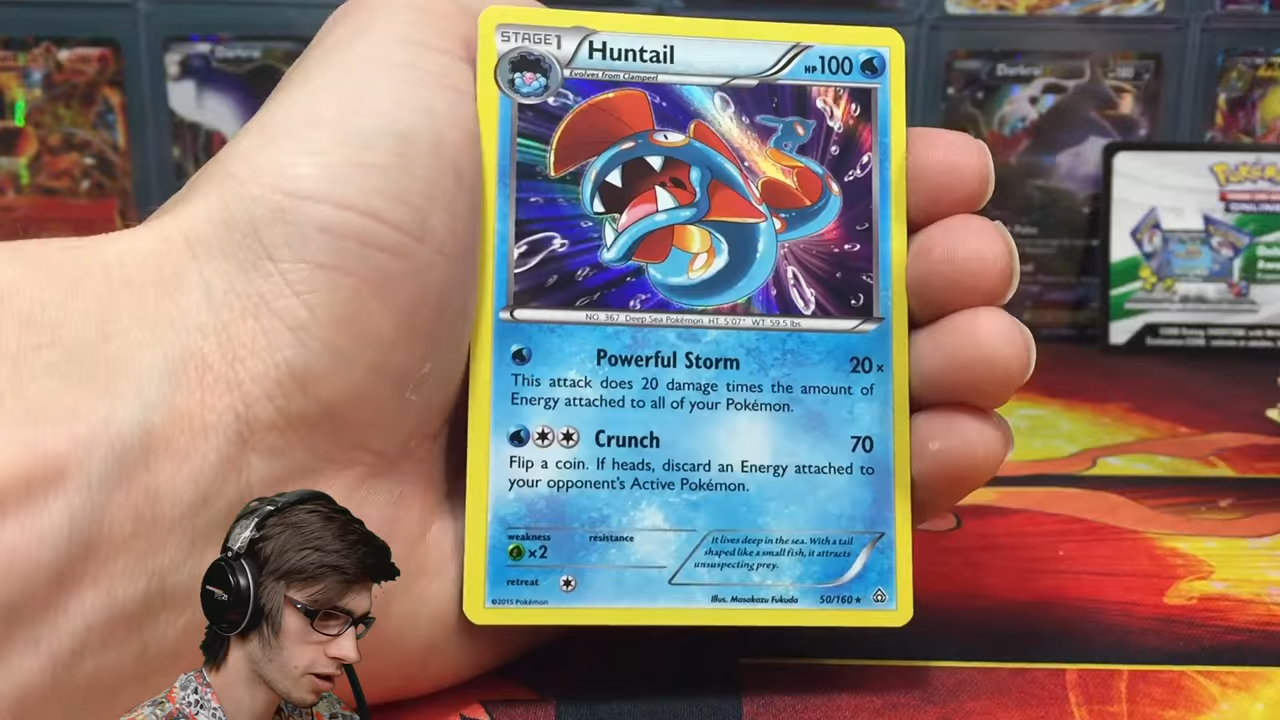 STAGE1
Huntail
HP100
Evolves from Clamperl
NO. 367 Deep Sea Pokémon HT: 5'07" WT: 59.5 lbs
Powerful Storm 20×
This attack does 20 damage times the amount of
Energy attached to all of your Pokémon.
Crunch 70
Flip a coin. If heads, discard an Energy attached to
your opponent's Active Pokémon.
weakness resistance
×2
retreat
It lives deep in the sea. With a tail
shaped like a small fish, it attracts
unsuspecting prey.
©2015 Pokémon
Illus. Masakazu Fukuda
50/160★